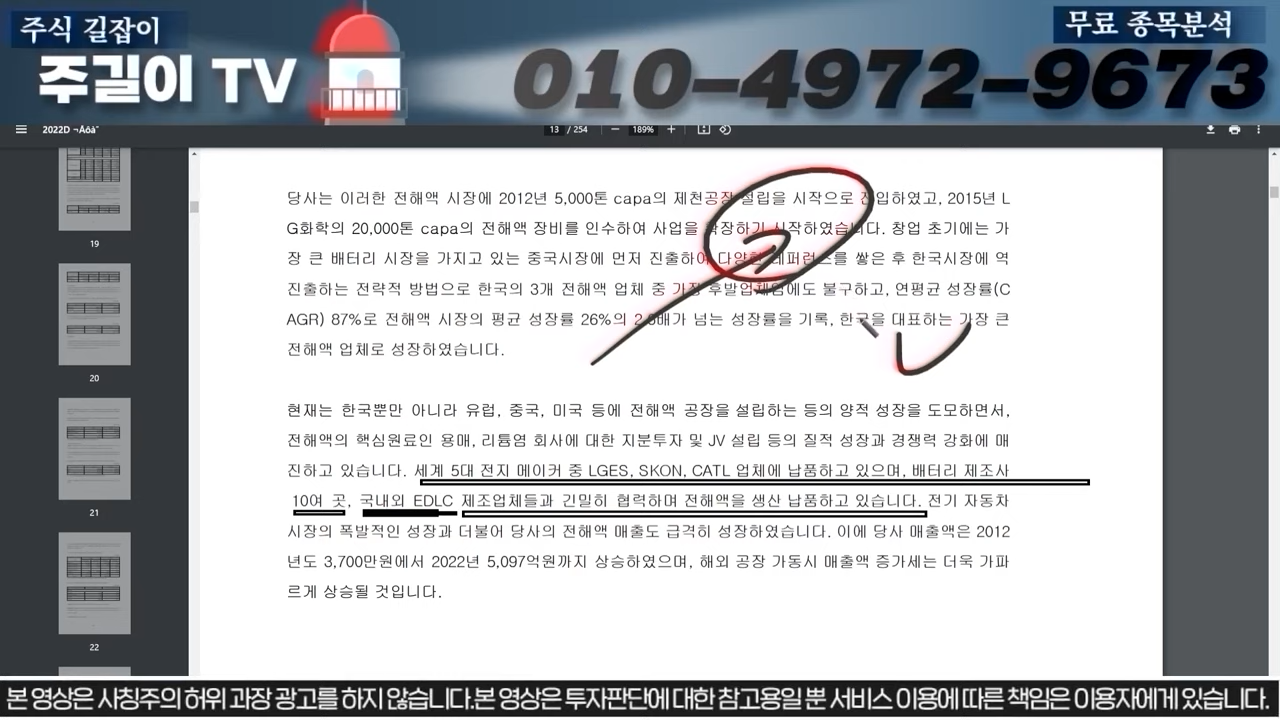 주식 길잡이
주길이 TV
무료 종목분석
010-4972-9673
2022D ¬Äôà˝
13 / 254
189%
19
20
21
22
당사는 이러한 전해액 시장에 2012년 5,000톤 capa의 제천공장 설립을 시작으로 진입하였고, 2015년 L
G화학의 20,000톤 capa의 전해액 장비를 인수하여 사업을 확장하기 시작하였습니다. 창업 초기에는 가
장 큰 배터리 시장을 가지고 있는 중국시장에 먼저 진출하여 다양한 레퍼런스를 쌓은 후 한국시장에 역
진출하는 전략적 방법으로 한국의 3개 전해액 업체 중 가장 후발업체임에도 불구하고, 연평균 성장률(C
AGR) 87%로 전해액 시장의 평균 성장률 26%의 배가 넘는 성장률을 기록, 한국을 대표하는 가장 큰
전해액 업체로 성장하였습니다.
현재는 한국뿐만 아니라 유럽, 중국, 미국 등에 전해액 공장을 설립하는 등의 양적 성장을 도모하면서,
전해액의 핵심원료인 용매, 리튬염 회사에 대한 지분투자 및 JV 설립 등의 질적 성장과 경쟁력 강화에 매
진하고 있습니다. 세계 5대 전지 메이커 중 LGES, SKON, CATL 업체에 납품하고 있으며, 배터리 제조사
10여 곳, 국내외 EDLC 제조업체들과 긴밀히 협력하며 전해액을 생산 납품하고 있습니다. 전기 자동차
시장의 폭발적인 성장과 더불어 당사의 전해액 매출도 급격히 성장하였습니다. 이에 당사 매출액은 2012
년도 3,700만원에서 2022년 5,097억원까지 상승하였으며, 해외 공장 가동시 매출액 증가세는 더욱 가파
르게 상승될 것입니다.
본 영상은 사칭주의 허위 과장 광고를 하지 않습니다.본 영상은 투자판단에 대한 참고용일 뿐 서비스 이용에 따른 책임은 이용자에게 있습니다.